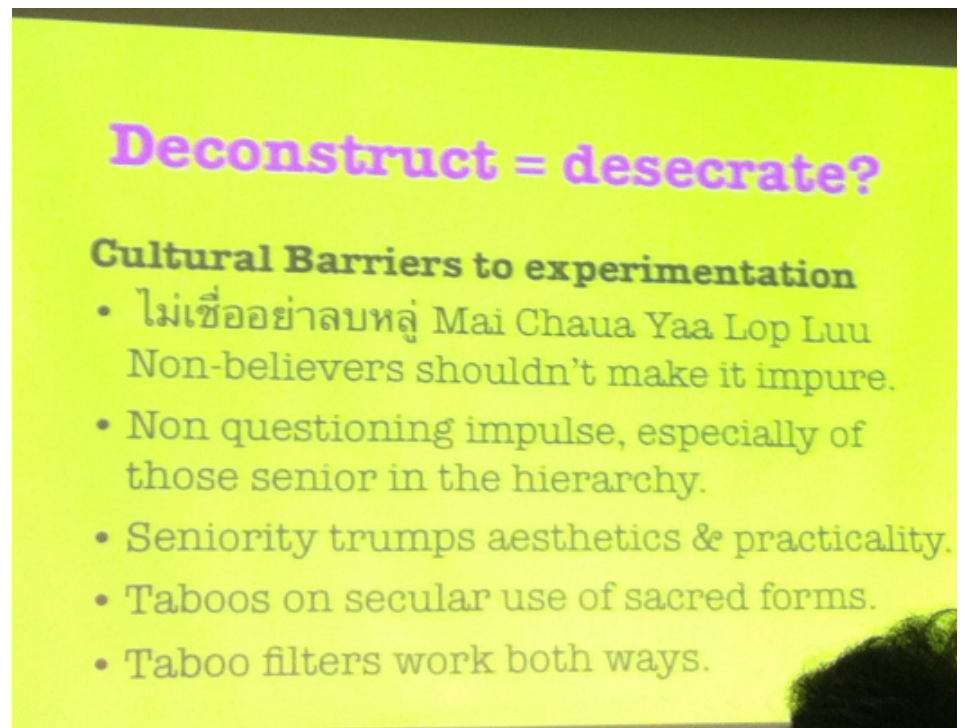 Deconstruct = desecrate?
Cultural Barriers to experimentation
• ไม่เชื่ออย่าลบหลู่ Mai Chaua Yaa Lop Luu
Non-believers shouldn't make it impure.
• Non questioning impulse, especially of
those senior in the hierarchy.
• Seniority trumps aesthetics & practicality.
• Taboos on secular use of sacred forms.
• Taboo filters work both ways.